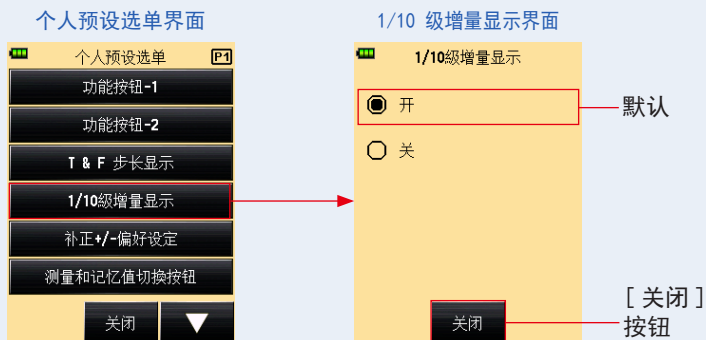 个人预设选单界面
个人预设选单
P1
功能按钮-1
功能按钮-2
T & F 步长显示
1/10級增量显示
补正+/-偏好设定
测量和记忆值切换按钮
关闭
1/10 级增量显示界面
1/10級增量显示
开
关
关闭
默认
[ 关闭 ]
按钮